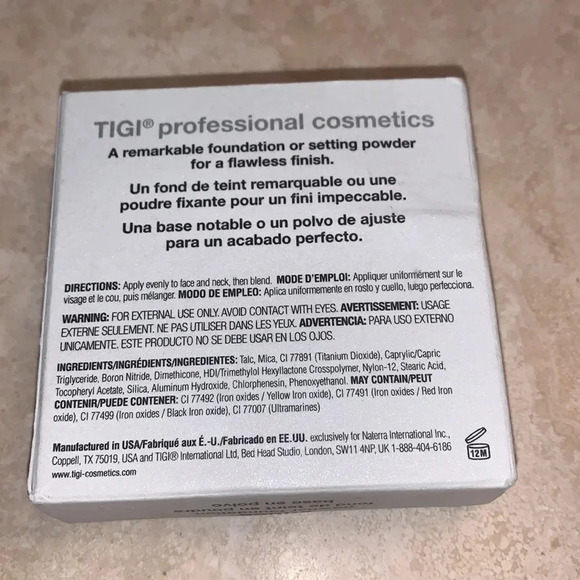 TIGI® professional cosmetics
A remarkable foundation or setting powder
for a flawless finish.
Un fond de teint remarquable ou une
poudre fixante pour un fini impeccable.
Una base notable o un polvo de ajuste
para un acabado perfecto.
DIRECTIONS: Apply evenly to face and neck, then blend. MODE D'EMPLOI: Appliquer uniformément sur le
visage et le cou, puis mélanger. MODO DE EMPLEO: Aplica uniformemente en rostro y cuello, luego perfecciona.
WARNING: FOR EXTERNAL USE ONLY. AVOID CONTACT WITH EYES. AVERTISSEMENT: USAGE
EXTERNE SEULEMENT. NE PAS UTILISER DANS LES YEUX. ADVERTENCIA: PARA USO EXTERNO
UNICAMENTE. ESTE PRODUCTO NO SE DEBE USAR EN LOS OJOS.
INGREDIENTS/INGRÉDIENTS/INGREDIENTES: Talc, Mica, CI 77891 (Titanium Dioxide), Caprylic/Capric
Triglyceride, Boron Nitride, Dimethicone, HDI/Trimethylol Hexyllactone Crosspolymer, Nylon-12, Stearic Acid,
Tocopheryl Acetate, Silica, Aluminum Hydroxide, Chlorphenesin, Phenoxyethanol. MAY CONTAIN/PEUT
CONTENIR/PUEDE CONTENER: CI 77492 (Iron oxides / Yellow Iron oxide), CI 77491 (Iron oxides / Red Iron
oxide), CI 77499 (Iron oxides / Black Iron oxide), CI 77007 (Ultramarines)
Manufactured in USA/Fabriqué aux É.-U./Fabricado en EE.UU. exclusively for Naterra International Inc.,
Coppell, TX 75019, USA and TIGI® International Ltd, Bed Head Studio, London, SW11 4NP, UK 1-888-404-6186
www.tigi-cosmetics.com
12M
fond de teint en poudre
base en polvo